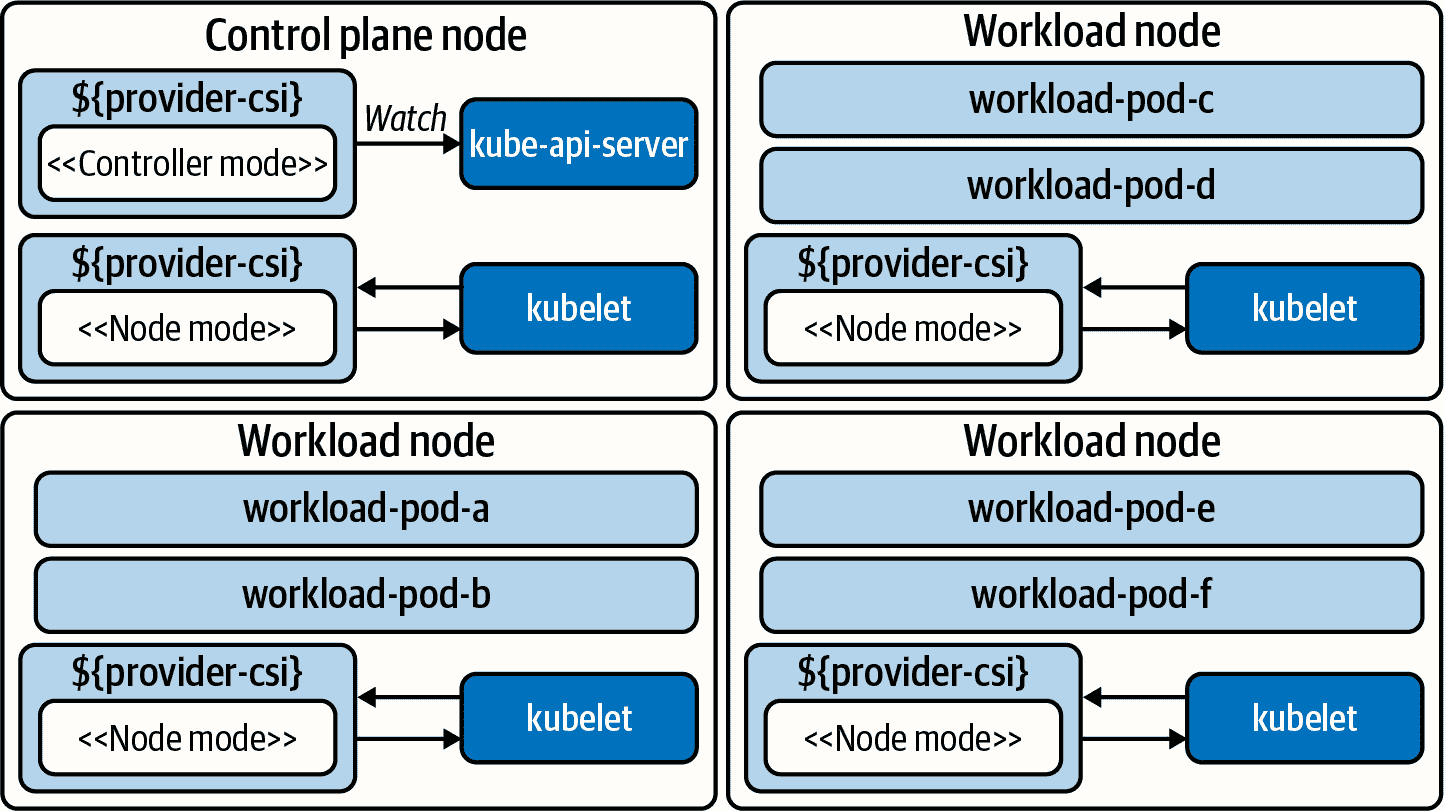 Control plane node
${provider-csi}
<<Controller mode>>
Watch
kube-api-server
${provider-csi}
<<Node mode>>
kubelet
Workload node
workload-pod-c
workload-pod-d
${provider-csi}
<<Node mode>>
kubelet
Workload node
workload-pod-a
workload-pod-b
${provider-csi}
<<Node mode>>
kubelet
Workload node
workload-pod-e
workload-pod-f
${provider-csi}
<<Node mode>>
kubelet